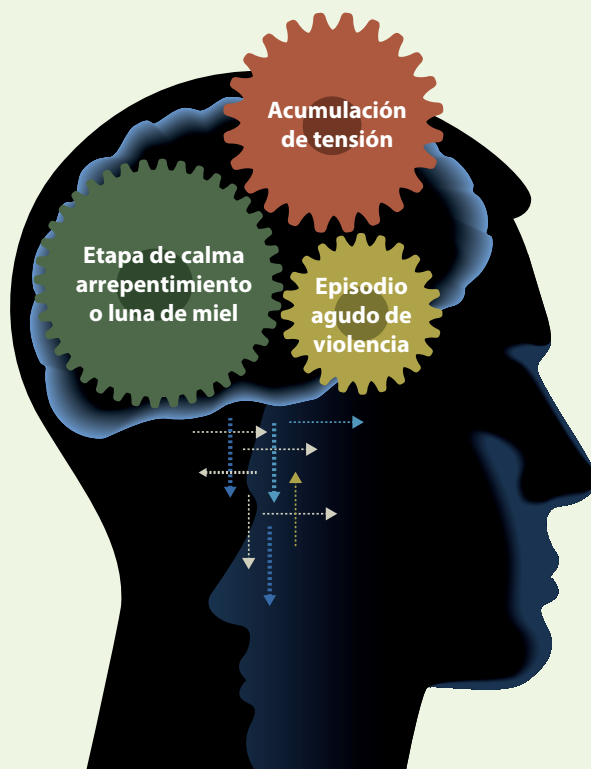 Acumulación
de tensión
Etapa de calma
arrepentimiento
o luna de miel
Episodio
agudo de
violencia